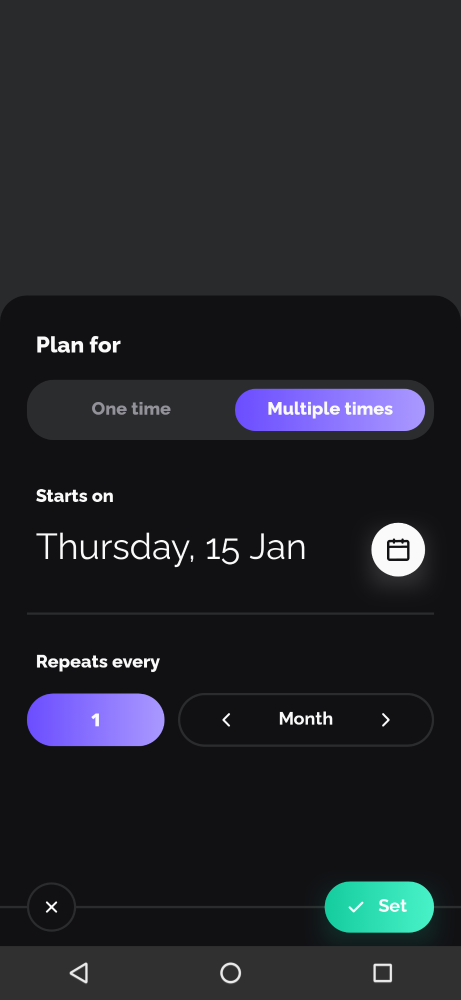 Plan for
One time
Multiple times
Starts on
Thursday, 15 Jan
Repeats every
1
Month
Set